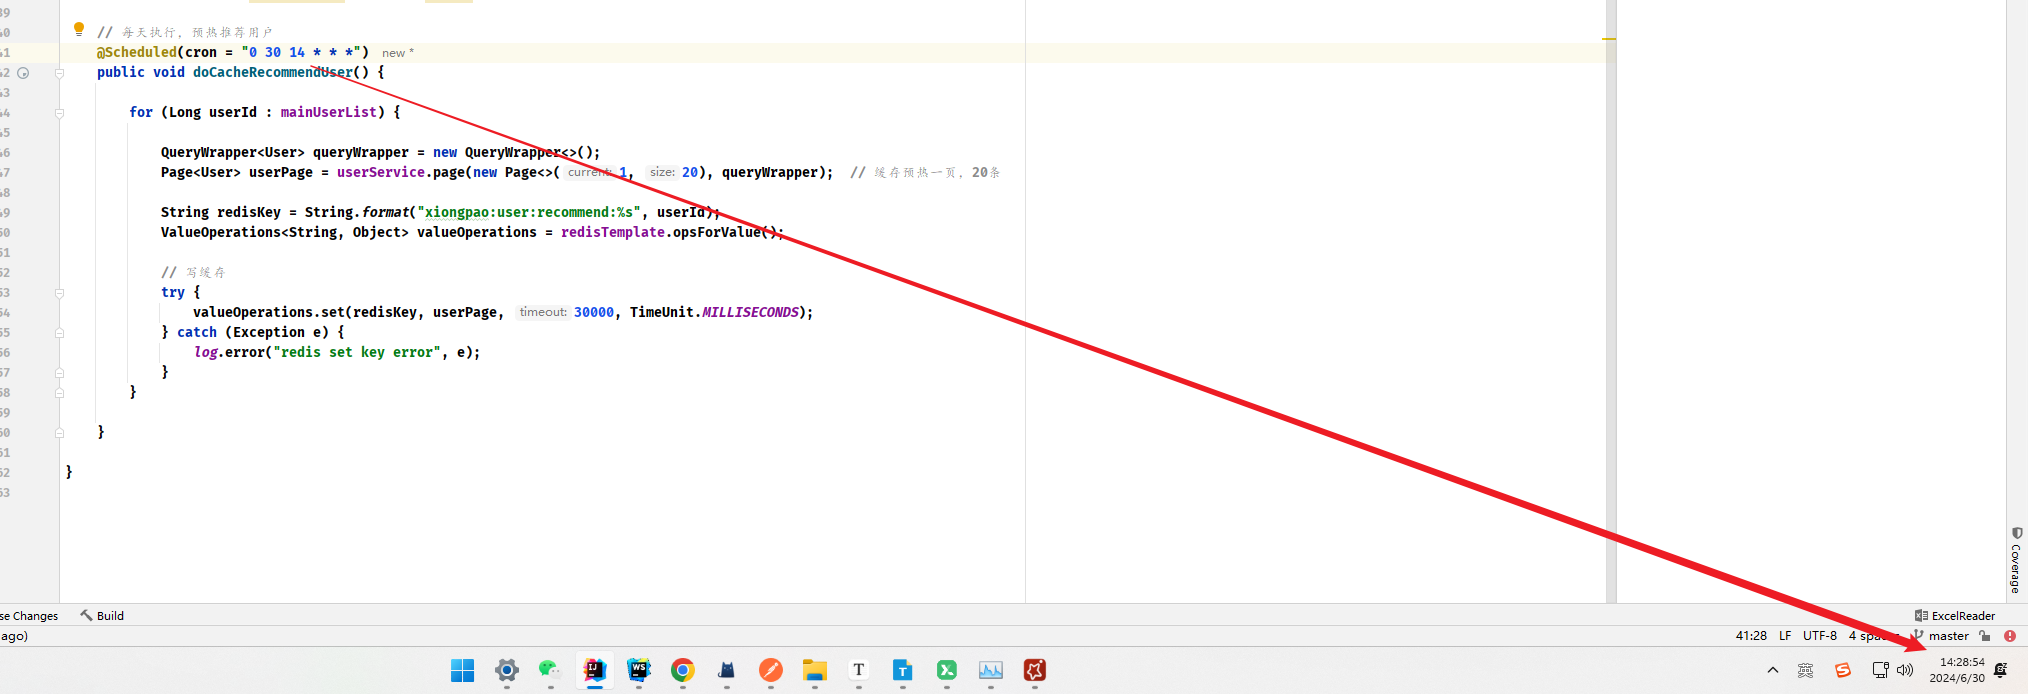 39
40 // 每天执行，预热推荐用户
41 @Scheduled(cron = "0 30 14 * * *") new *
42 public void doCacheRecommendUser() {
43
44 for (Long userId : mainUserList) {
45
46 QueryWrapper<User> queryWrapper = new QueryWrapper<>();
47 Page<User> userPage = userService.page(new Page<>( current: 1, size: 20), queryWrapper); // 缓存预热一页，20条
48
49 String redisKey = String.format("xiongpao:user:recommend:%s", userId);
50 ValueOperations<String, Object> valueOperations = redisTemplate.opsForValue();
51
52 // 写缓存
53 try {
54 valueOperations.set(redisKey, userPage, timeout: 30000, TimeUnit.MILLISECONDS);
55 } catch (Exception e) {
56 log.error("redis set key error", e);
57 }
58 }
59
60 }
61
62 }
63
Coverage
se Changes Build ExcelReader
ago) 41:28 LF UTF-8 4 spaces master
英 14:28:54
2024/6/30